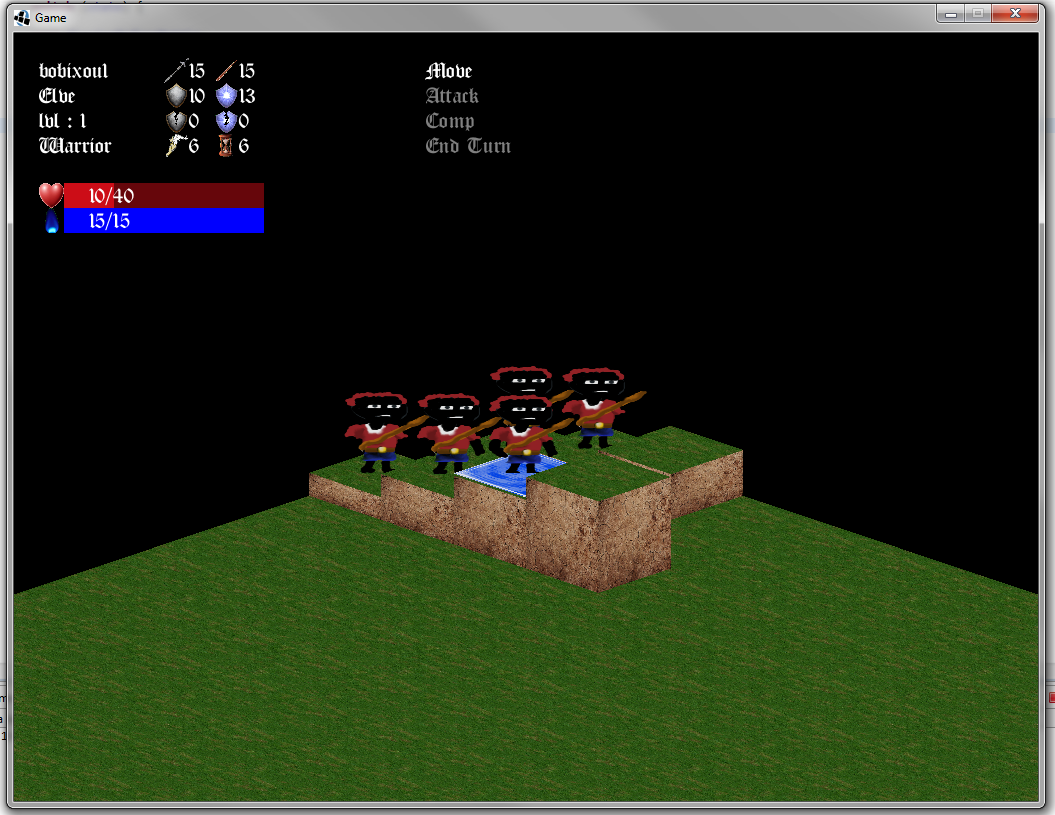 Game
bobixoul 15 15
Elve 10 13
lvl : 1 0 0
Warrior 6 6
Move
Attack
Comp
End Turn
10/40
15/15